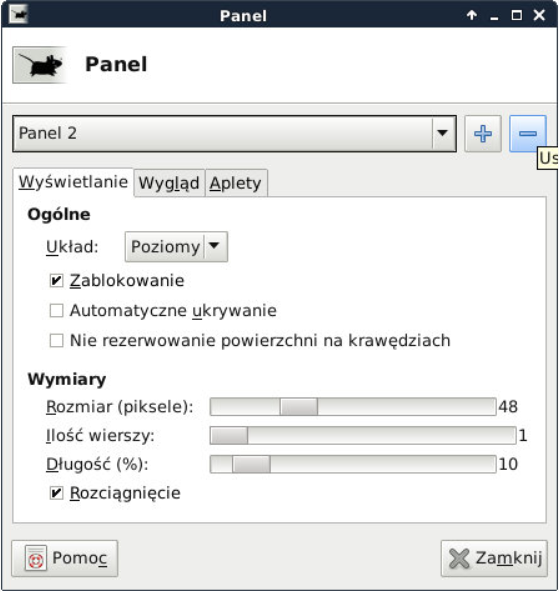 Panel
Panel
Panel 2
Us
Wyświetlanie Wygląd Aplety
Ogólne
Układ: Poziomy
Zablokowanie
Automatyczne ukrywanie
Nie rezerwowanie powierzchni na krawędziach
Wymiary
Rozmiar (piksele): 48
Ilość wierszy: 1
Długość (%): 10
Rozciągnięcie
Pomoc Zamknij